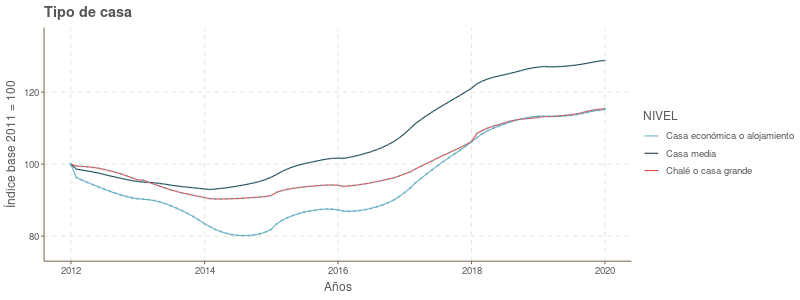 Tipo de casa
Índice base 2011 = 100
120
100
80
2012
2014
2016
2018
2020
Años
NIVEL
Casa económica o alojamiento
Casa media
Chalé o casa grande